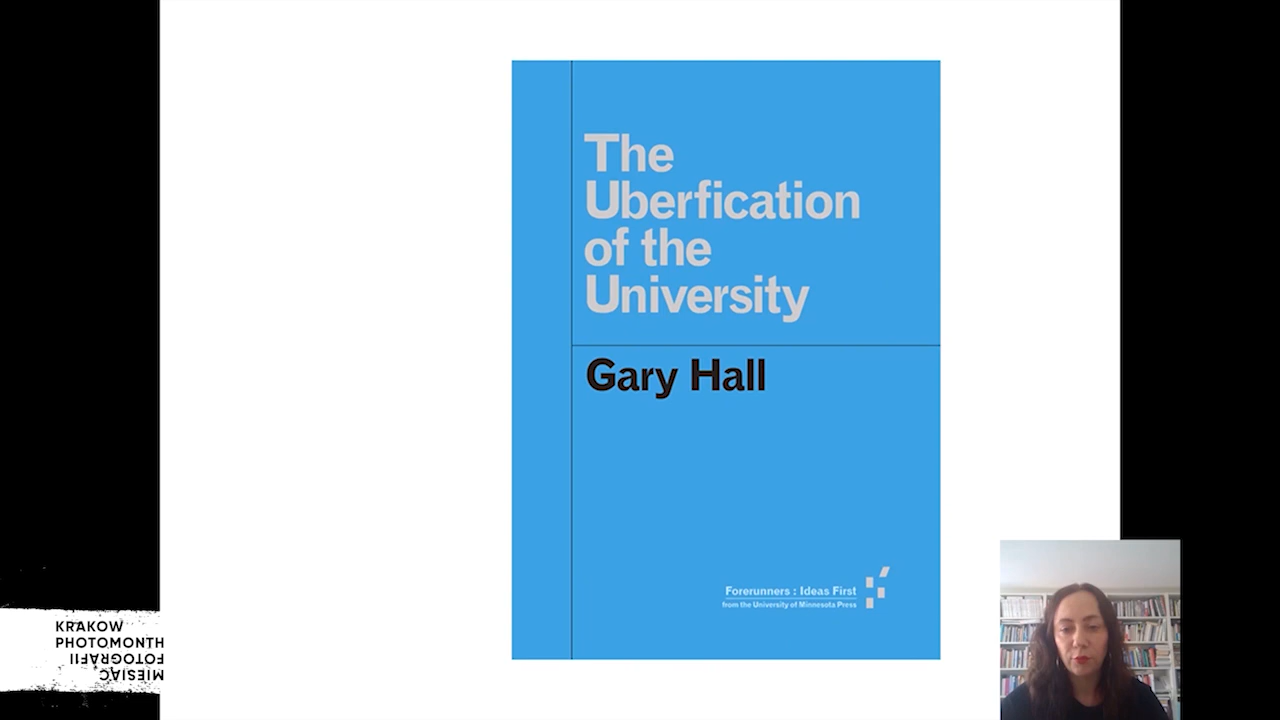 The
Uberfication
of the
University
Gary Hall
Forerunners : Ideas First
from the University of Minnesota Press
KRAKOW
PHOTOMONTH
FOTOGRAFII
MIESIĄC